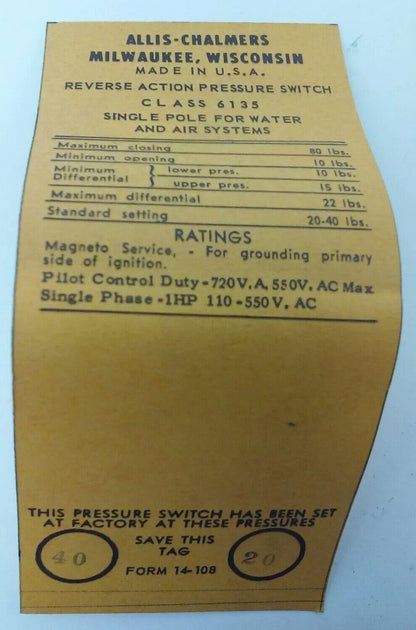 ALLIS-CHALMERS
MILWAUKEE, WISCONSIN
MADE IN U.S.A.
REVERSE ACTION PRESSURE SWITCH
CLASS 6135
SINGLE POLE FOR WATER
AND AIR SYSTEMS
Maximum closing 80 lbs.
Minimum opening 10 lbs.
Minimum Differential } lower pres. 10 lbs.
upper pres. 15 lbs.
Maximum differential 22 lbs.
Standard setting 20-40 lbs.
RATINGS
Magneto Service, - For grounding primary
side of ignition.
Pilot Control Duty-720V.A. 550V. AC Max
Single Phase-1HP 110-550V. AC
THIS PRESSURE SWITCH HAS BEEN SET
AT FACTORY AT THESE PRESSURES
40 SAVE THIS TAG 20
FORM 14-108